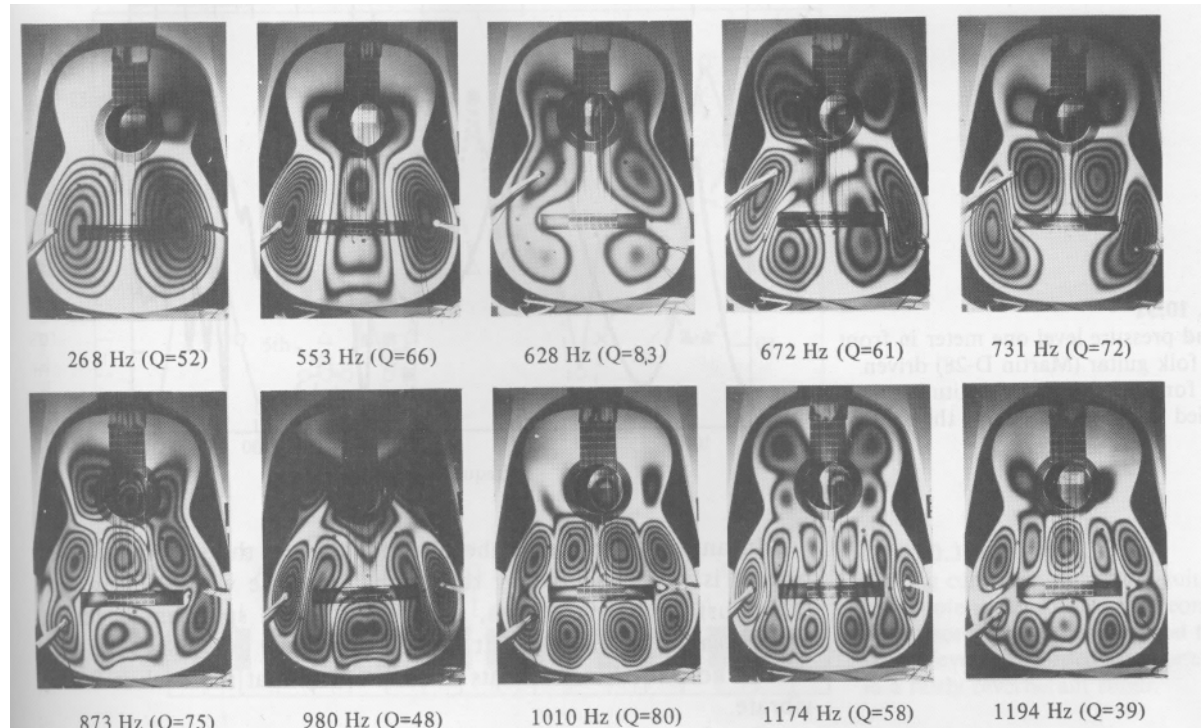 268 Hz (Q=52)
553 Hz (Q=66)
628 Hz (Q=83)
672 Hz (Q=61)
731 Hz (Q=72)
873 Hz (Q=75)
980 Hz (Q=48)
1010 Hz (Q=80)
1174 Hz (Q=58)
1194 Hz (Q=39)